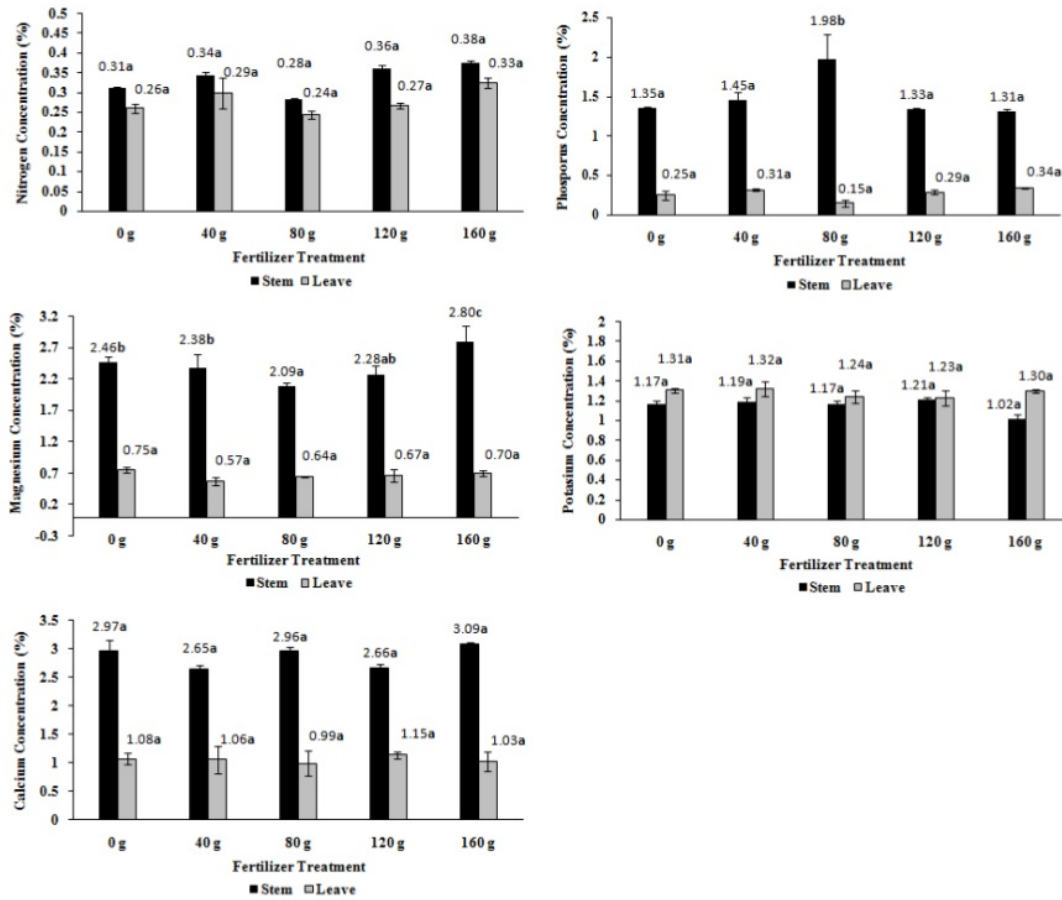 Nitrogen Concentration (%)
0.5
0.45
0.4
0.35
0.3
0.25
0.2
0.15
0.1
0.05
0
0.31a
0.26a
0.34a
0.29a
0.28a
0.24a
0.36a
0.27a
0.38a
0.33a
0 g 40 g 80 g 120 g 160 g
Fertilizer Treatment
Stem Leave
Phosporus Concentration (%)
2.5
2
1.5
1
0.5
0
1.35a
0.25a
1.45a
0.31a
1.98b
0.15a
1.33a
0.29a
1.31a
0.34a
0 g 40 g 80 g 120 g 160 g
Fertilizer Treatment
Stem Leave
Magnesium Concentration (%)
3.2
2.7
2.2
1.7
1.2
0.7
0.2
-0.3
2.46b
0.75a
2.38b
0.57a
2.09a
0.64a
2.28ab
0.67a
2.80c
0.70a
0 g 40 g 80 g 120 g 160 g
Fertilizer Treatment
Stem Leave
Potasium Concentration (%)
2
1.8
1.6
1.4
1.2
1
0.8
0.6
0.4
0.2
0
1.17a
1.31a
1.19a
1.32a
1.17a
1.24a
1.21a
1.23a
1.02a
1.30a
0 g 40 g 80 g 120 g 160 g
Fertilizer Treatment
Stem Leave
Calcium Concentration (%)
3.5
3
2.5
2
1.5
1
0.5
0
2.97a
1.08a
2.65a
1.06a
2.96a
0.99a
2.66a
1.15a
3.09a
1.03a
0 g 40 g 80 g 120 g 160 g
Fertilizer Treatment
Stem Leave